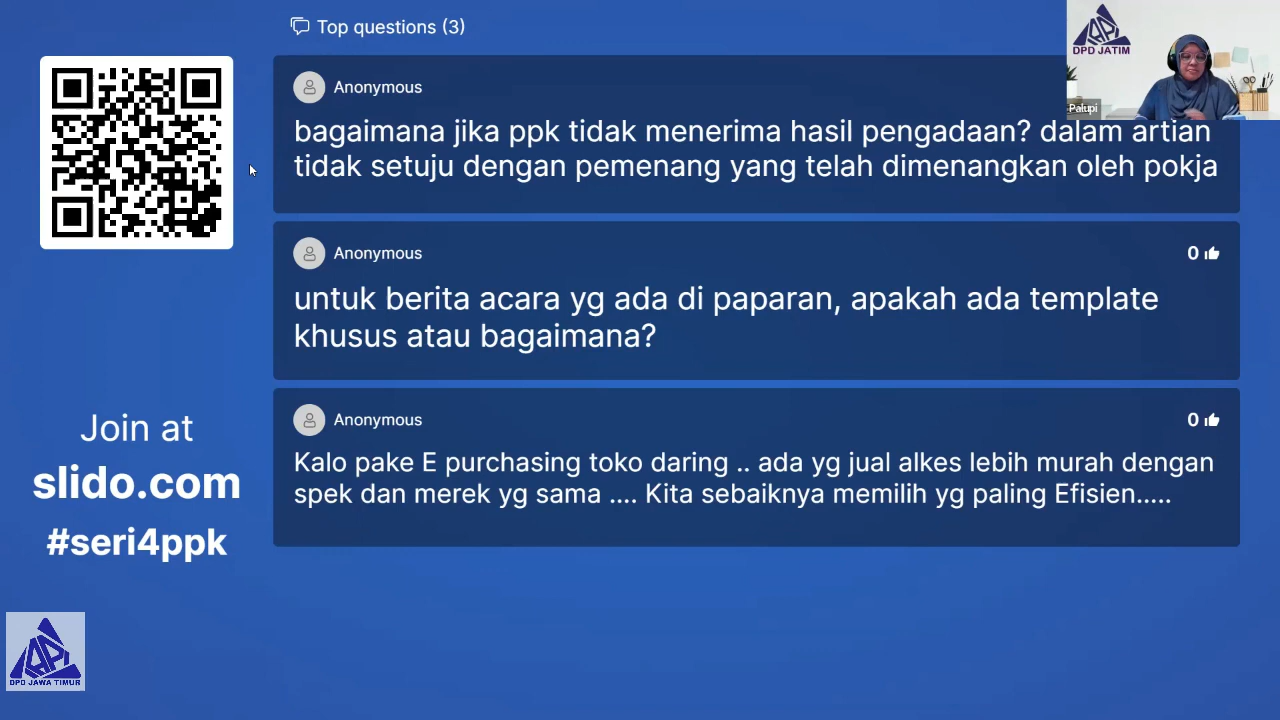 Top questions (3)
DPD JATIM
Palupi
Anonymous
bagaimana jika ppk tidak menerima hasil pengadaan? dalam artian
tidak setuju dengan pemenang yang telah dimenangkan oleh pokja
Anonymous
0
untuk berita acara yg ada di paparan, apakah ada template
khusus atau bagaimana?
Anonymous
0
Kalo pake E purchasing toko daring .. ada yg jual alkes lebih murah dengan
spek dan merek yg sama .... Kita sebaiknya memilih yg paling Efisien.....
Join at
slido.com
#seri4ppk
IAPI
DPD JAWA TIMUR